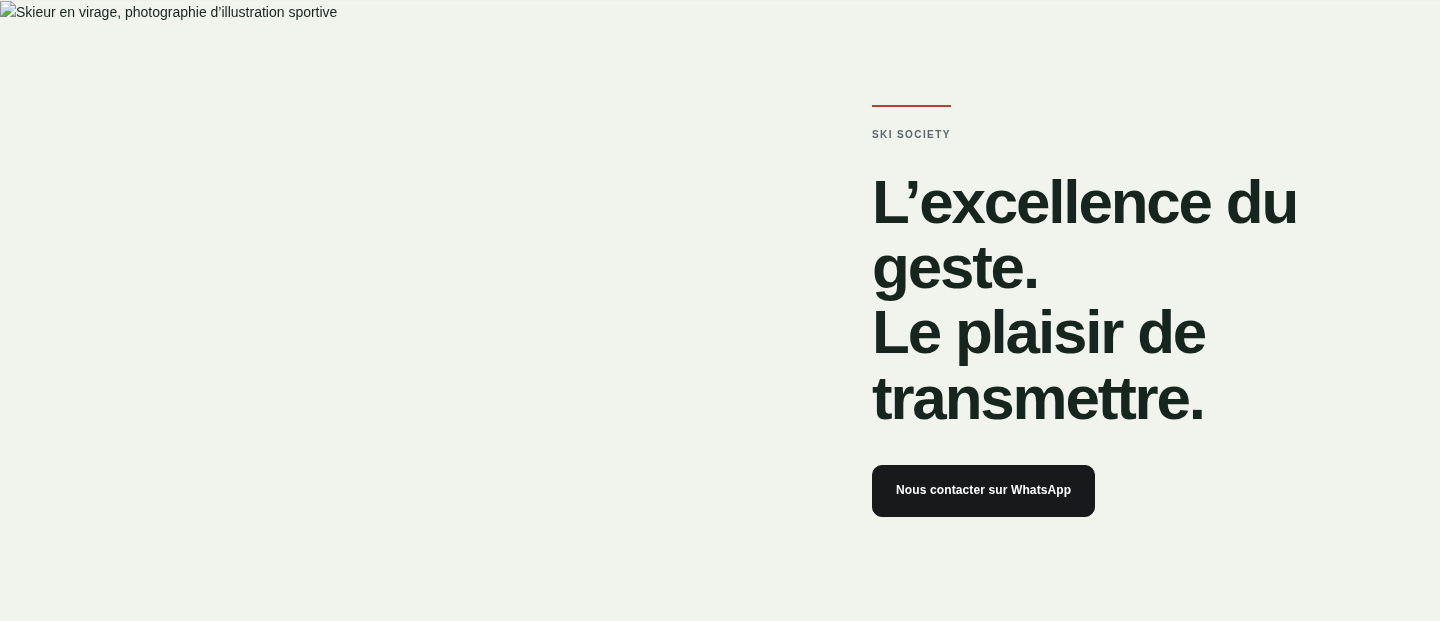 Skieur en virage, photographie d’illustration sportive
SKI SOCIETY
L’excellence du
geste.
Le plaisir de
transmettre.
Nous contacter sur WhatsApp